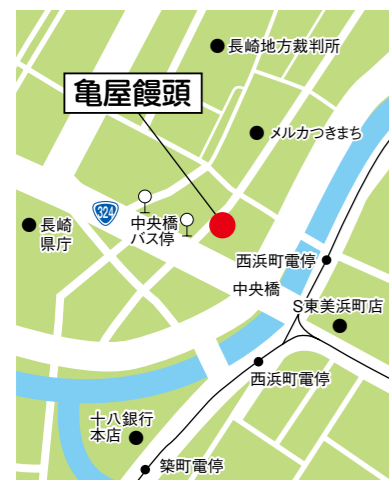 長崎地方裁判所
亀屋饅頭
メルカつきまち
324
長崎
県庁
中央橋
バス停
西浜町電停
中央橋
S東美浜町店
西浜町電停
十八銀行
本店
築町電停